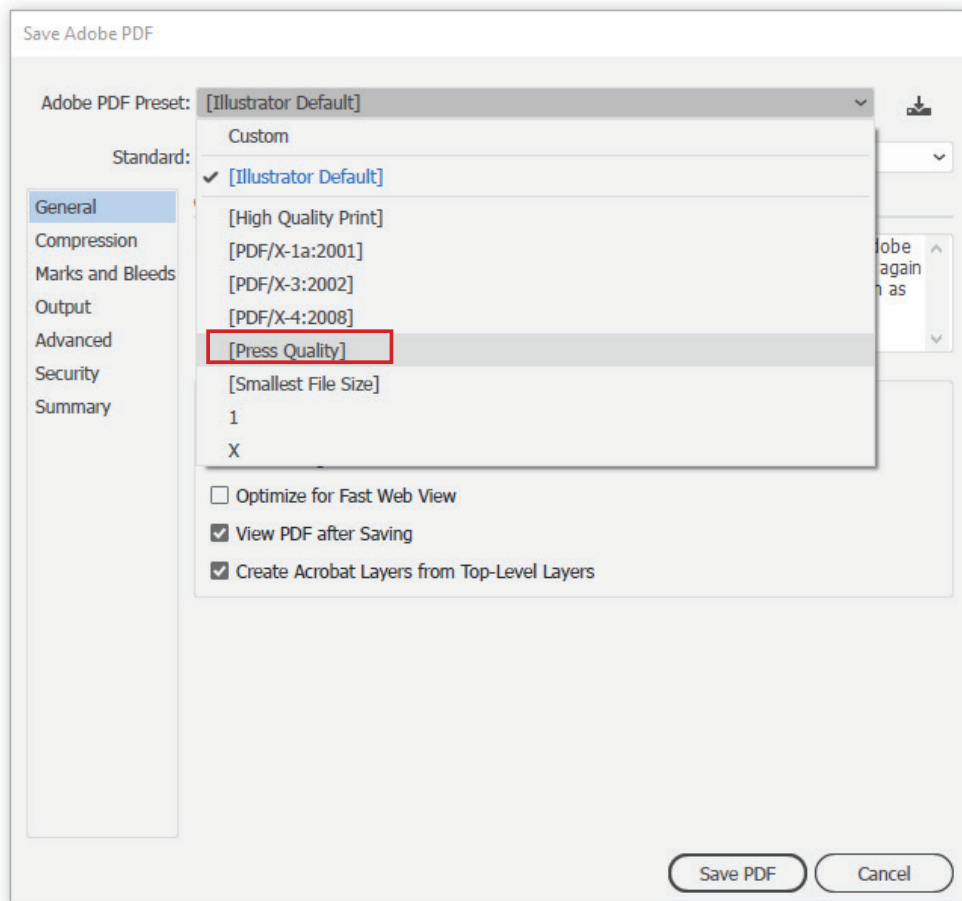 Save Adobe PDF
Adobe PDF Preset: [Illustrator Default]
Custom
Standard:
[Illustrator Default]
General
[High Quality Print]
Compression
[PDF/X-1a:2001]
dobe
Marks and Bleeds
[PDF/X-3:2002]
again
as
Output
[PDF/X-4:2008]
Advanced
[Press Quality]
Security
[Smallest File Size]
Summary
1
X
Optimize for Fast Web View
View PDF after Saving
Create Acrobat Layers from Top-Level Layers
Save PDF
Cancel